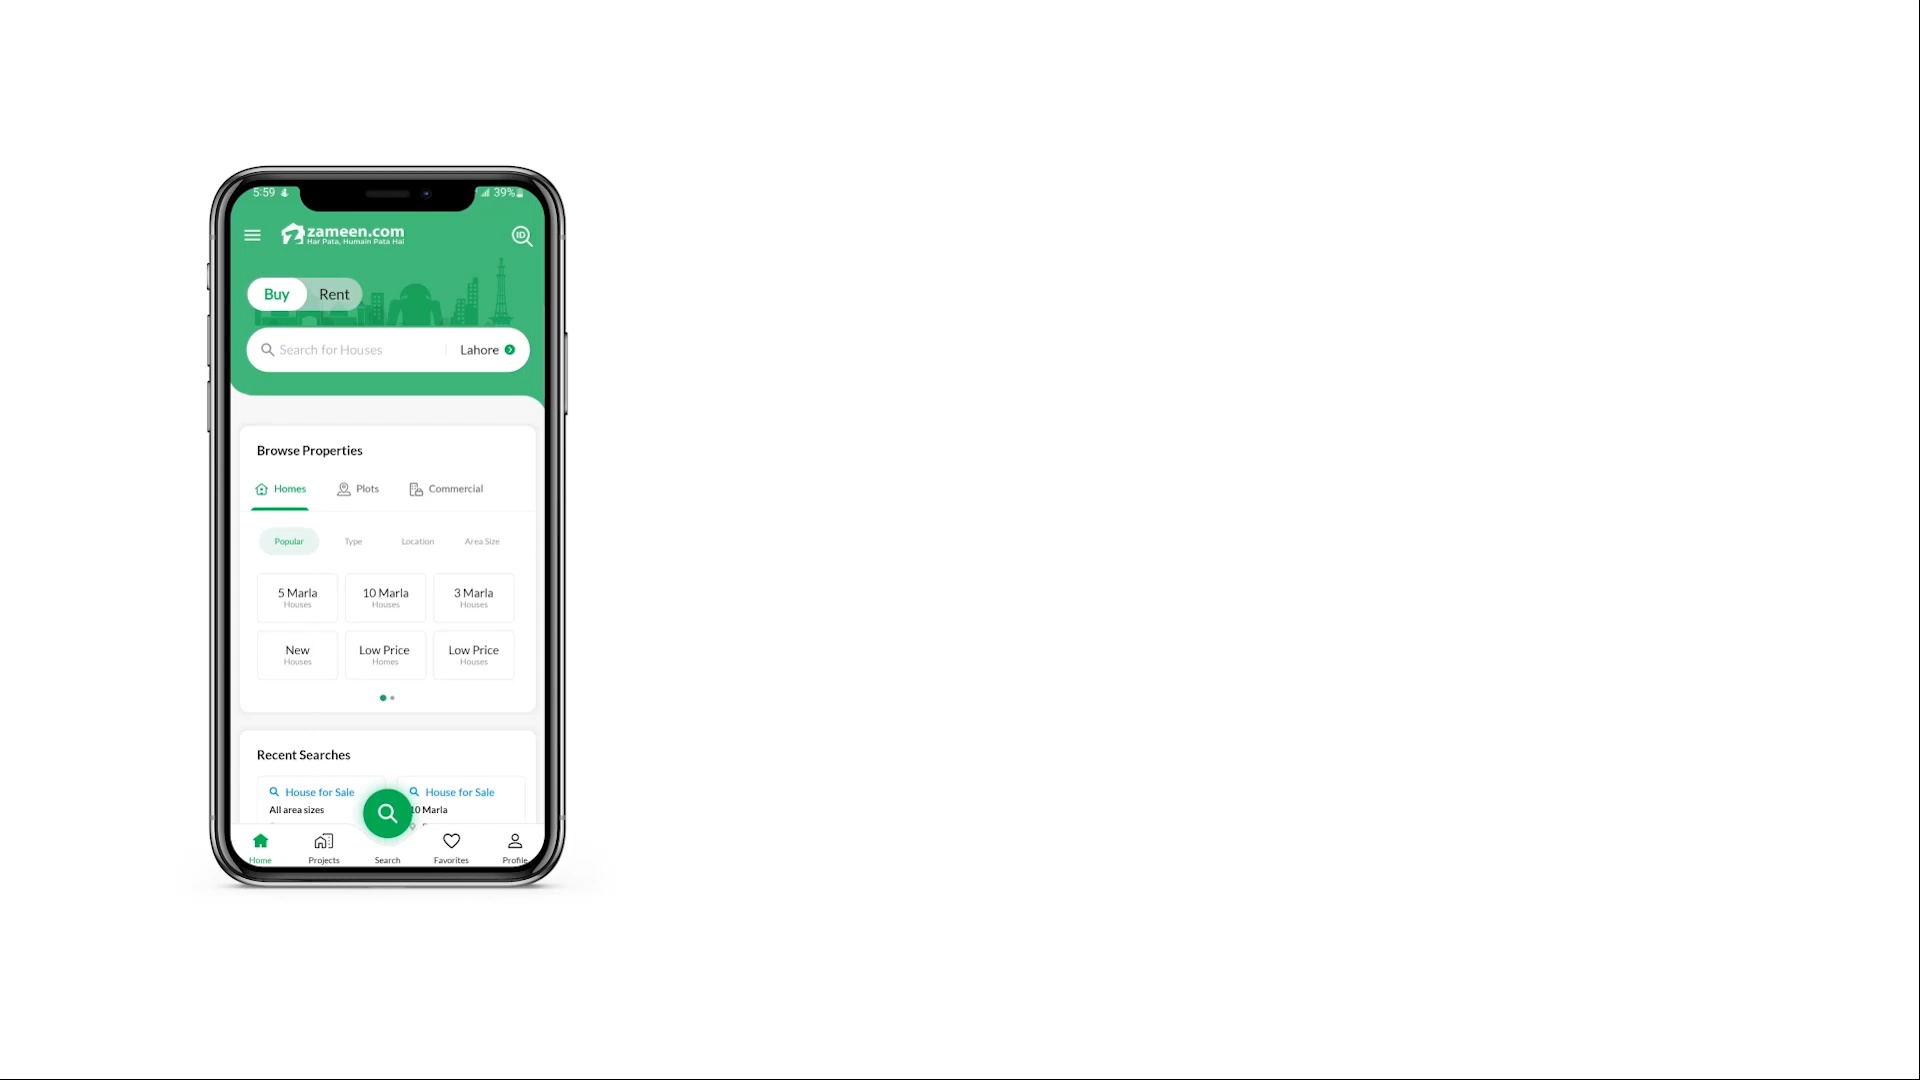 5:59
39%
zameen.com
Har Pata, Humain Pata Hai
ID
Buy Rent
Search for Houses Lahore
Browse Properties
Homes Plots Commercial
Popular Type Location Area Size
5 Marla 10 Marla 3 Marla
Houses Houses Houses
New Low Price Low Price
Houses Homes Houses
Recent Searches
House for Sale House for Sale
All area sizes 10 Marla
Home Projects Search Favorites Profile